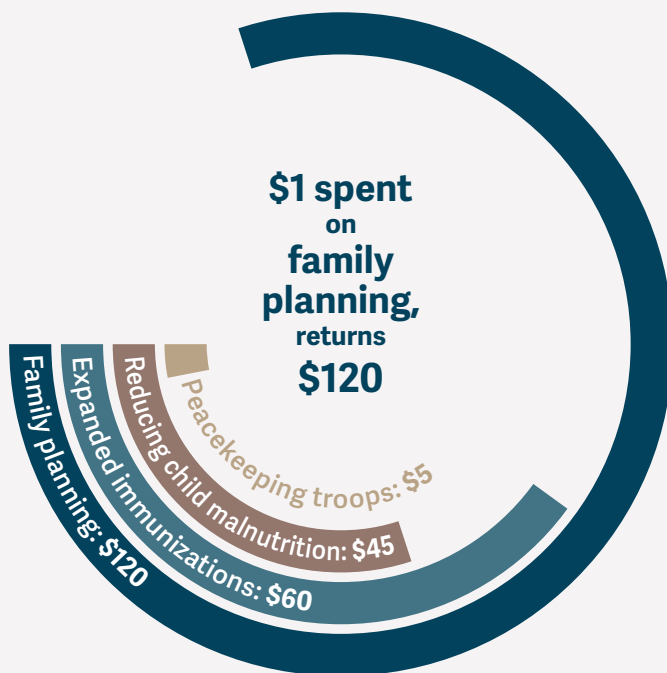 $1 spent
on
family
planning,
returns
$120
Family planning: $120
Expanded immunizations: $60
Reducing child malnutrition: $45
Peacekeeping troops: $5